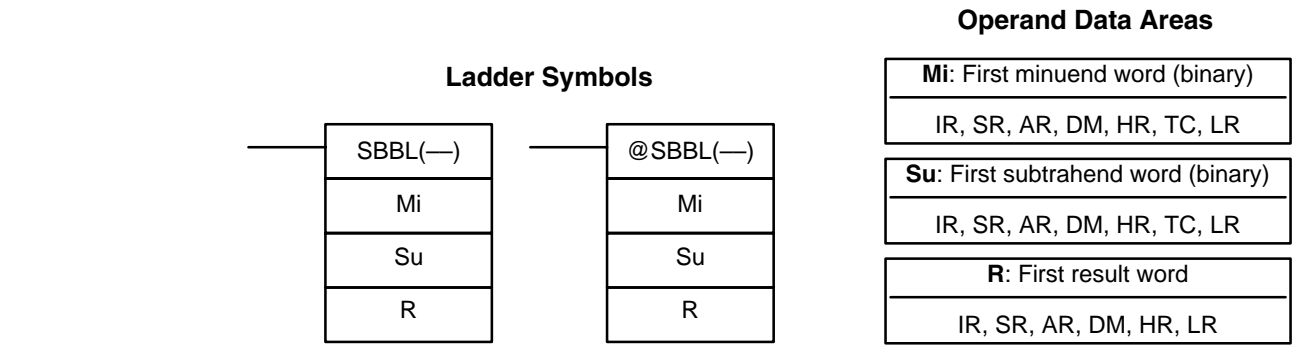 Ladder Symbols
SBBL(––)
Mi
Su
R
@SBBL(––)
Mi
Su
R
Operand Data Areas
Mi: First minuend word (binary)
IR, SR, AR, DM, HR, TC, LR
Su: First subtrahend word (binary)
IR, SR, AR, DM, HR, TC, LR
R: First result word
IR, SR, AR, DM, HR, LR